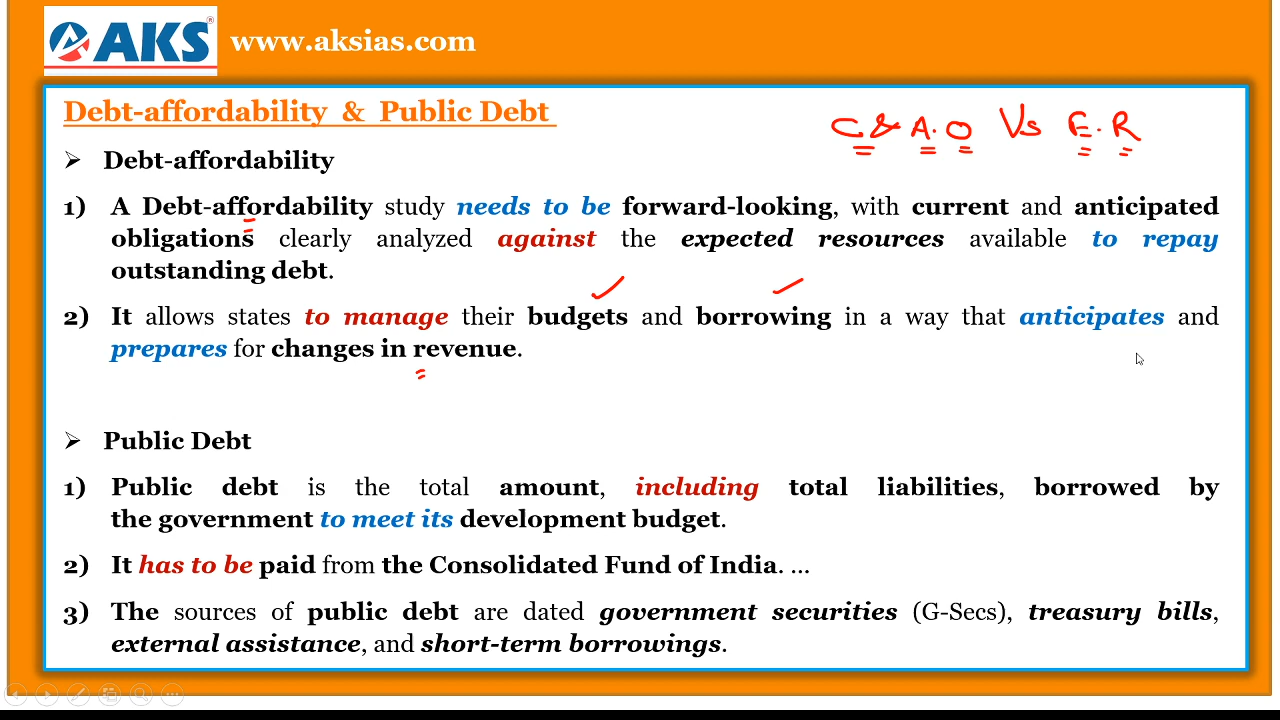 AKS® www.aksias.com
Debt-affordability & Public Debt
C & A.O Vs E.R
➤ Debt-affordability
1) A Debt-affordability study needs to be forward-looking, with current and anticipated
obligations clearly analyzed against the expected resources available to repay
outstanding debt.
2) It allows states to manage their budgets and borrowing in a way that anticipates and
prepares for changes in revenue.
➤ Public Debt
1) Public debt is the total amount, including total liabilities, borrowed by
the government to meet its development budget.
2) It has to be paid from the Consolidated Fund of India. ...
3) The sources of public debt are dated government securities (G-Secs), treasury bills,
external assistance, and short-term borrowings.